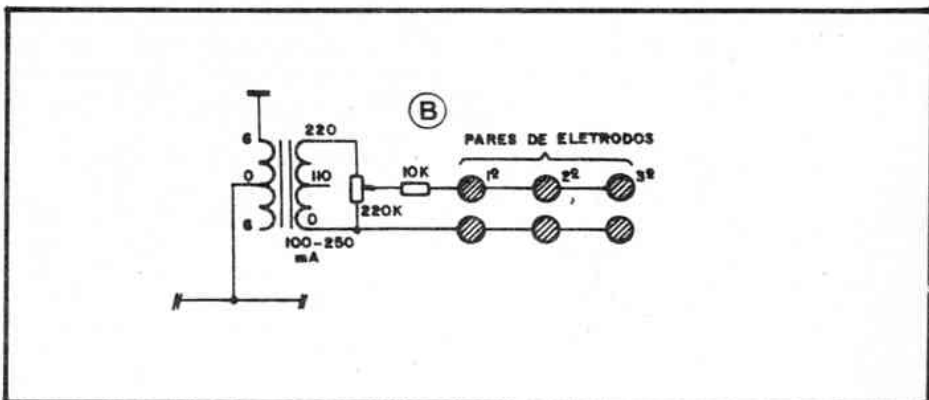 B
PARES DE ELETRODOS
6
220
10K
1º
2º
3º
0
110
220K
6
0
100-250
mA